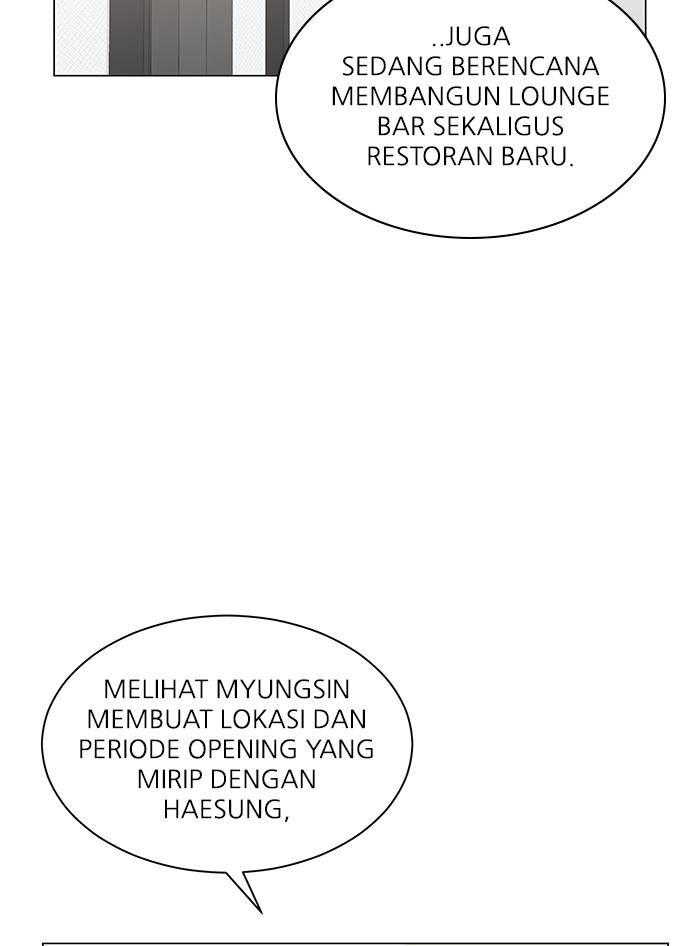 ..JUGA
SEDANG BERENCANA
MEMBANGUN LOUNGE
BAR SEKALIGUS
RESTORAN BARU.
MELIHAT MYUNGSIN
MEMBUAT LOKASI DAN
PERIODE OPENING YANG
MIRIP DENGAN
HAESUNG,